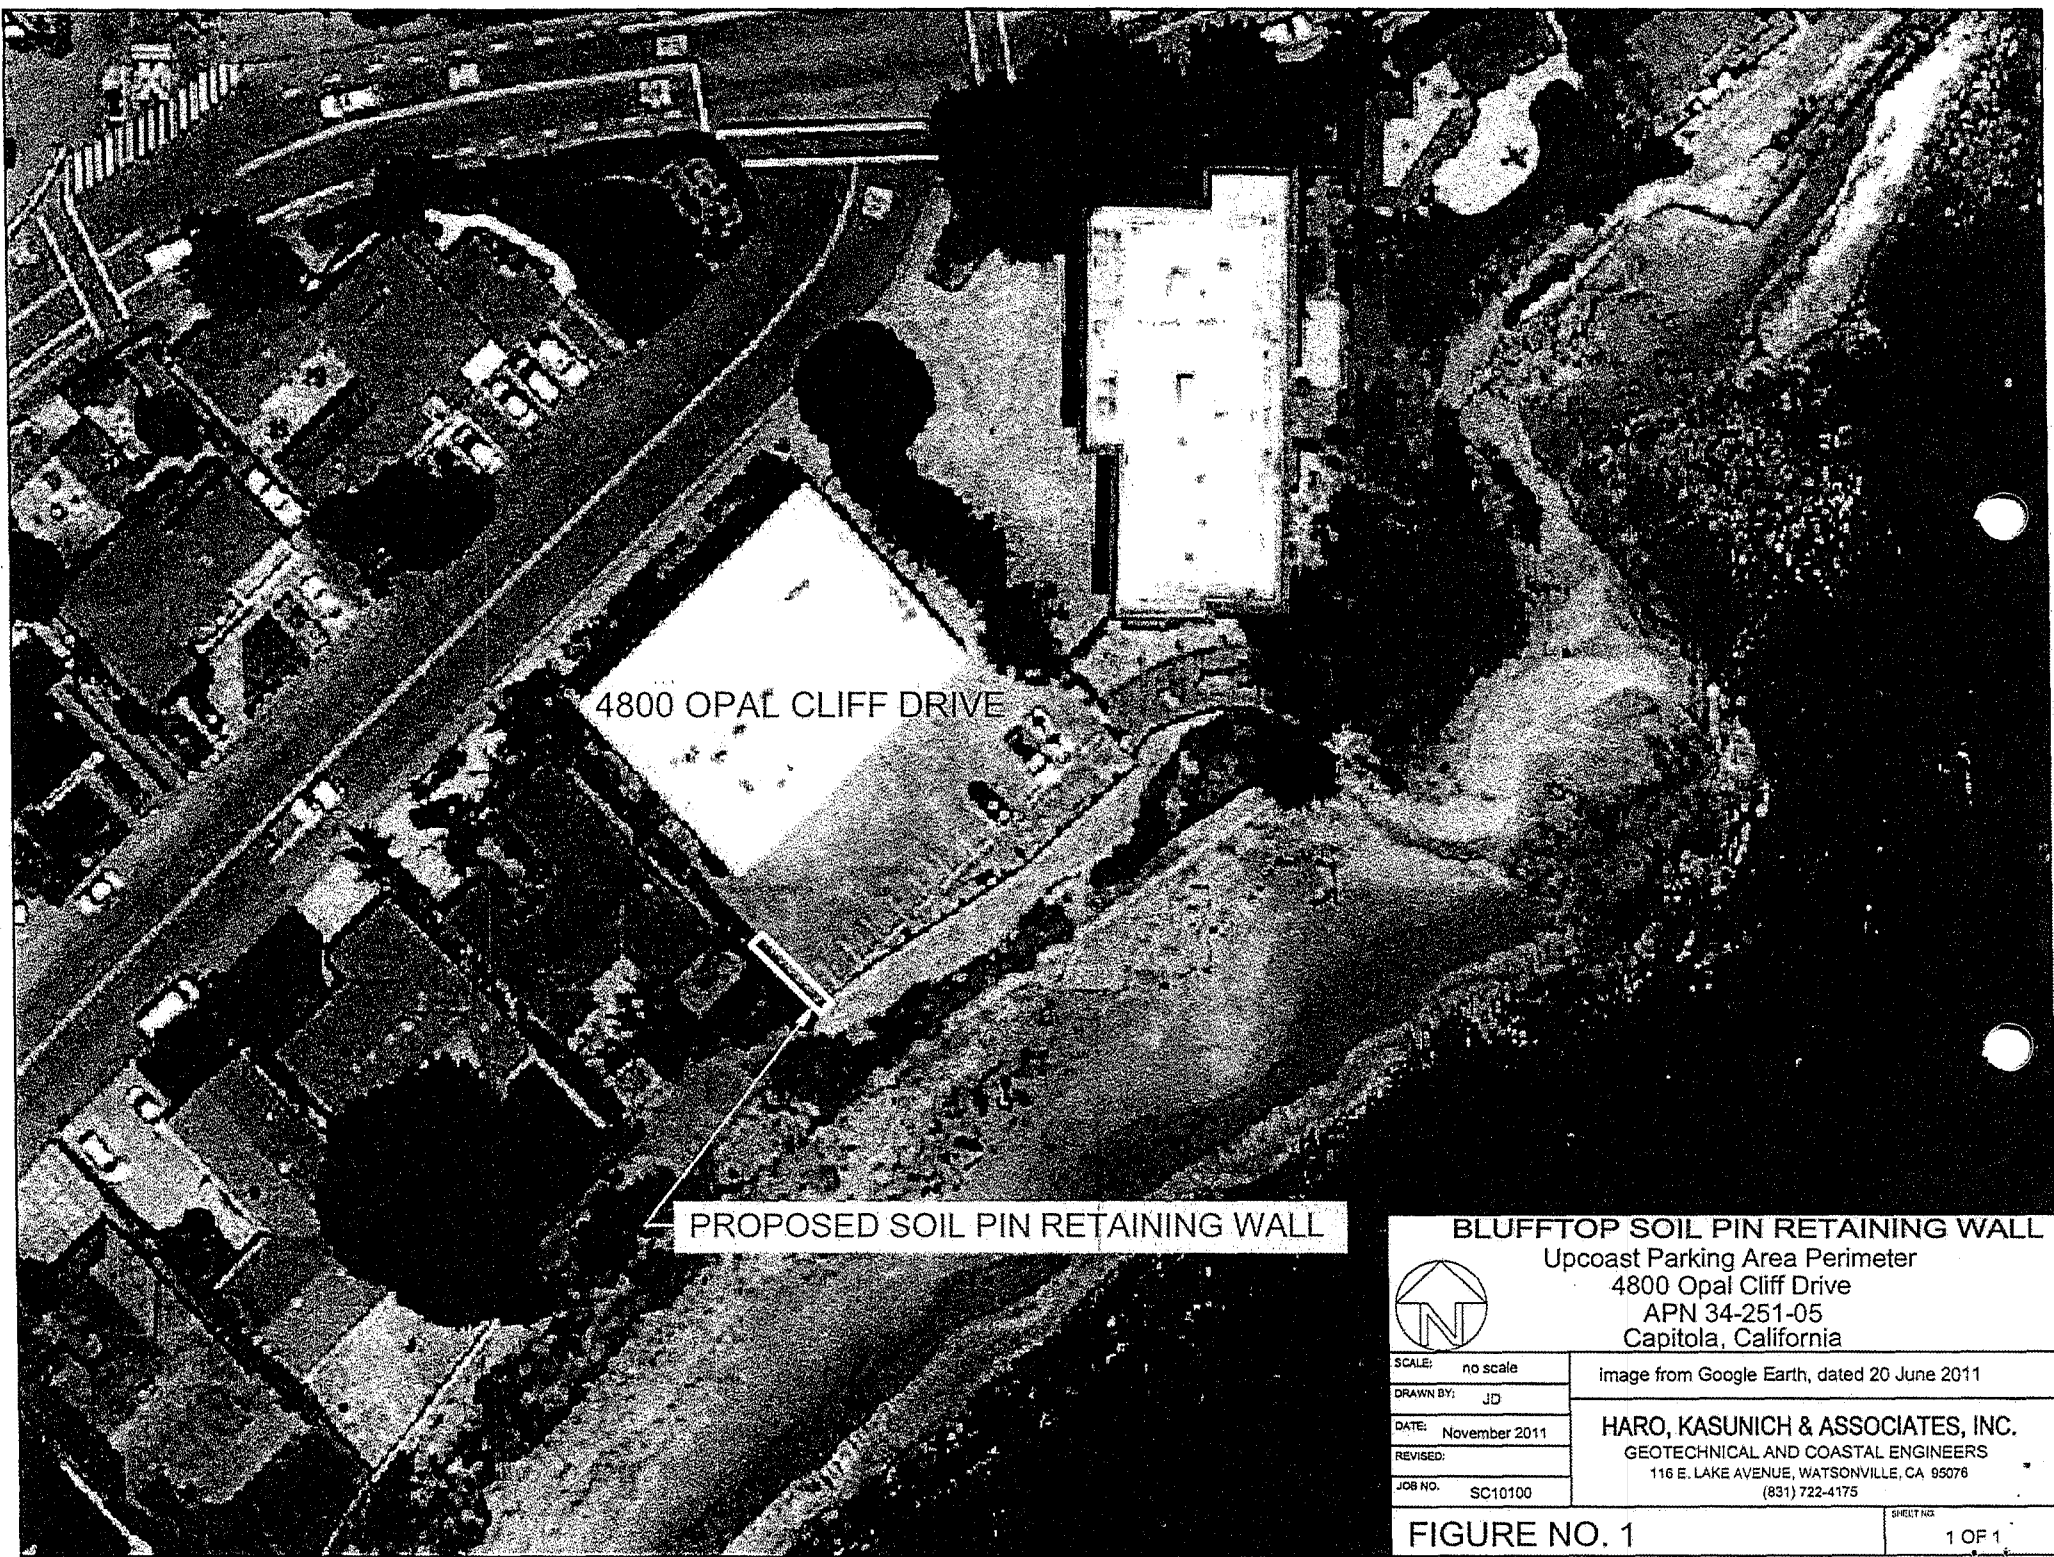 4800 OPAL CLIFF DRIVE
PROPOSED SOIL PIN RETAINING WALL
BLUFFTOP SOIL PIN RETAINING WALL
Upcoast Parking Area Perimeter
4800 Opal Cliff Drive
APN 34-251-05
Capitola, California
N
SCALE: no scale
image from Google Earth, dated 20 June 2011
DRAWN BY: JD
DATE: November 2011
REVISED:
JOB NO. SC10100
HARO, KASUNICH & ASSOCIATES, INC.
GEOTECHNICAL AND COASTAL ENGINEERS
116 E. LAKE AVENUE, WATSONVILLE, CA 95076
(831) 722-4175
FIGURE NO. 1
SHEET NO.
1 OF 1